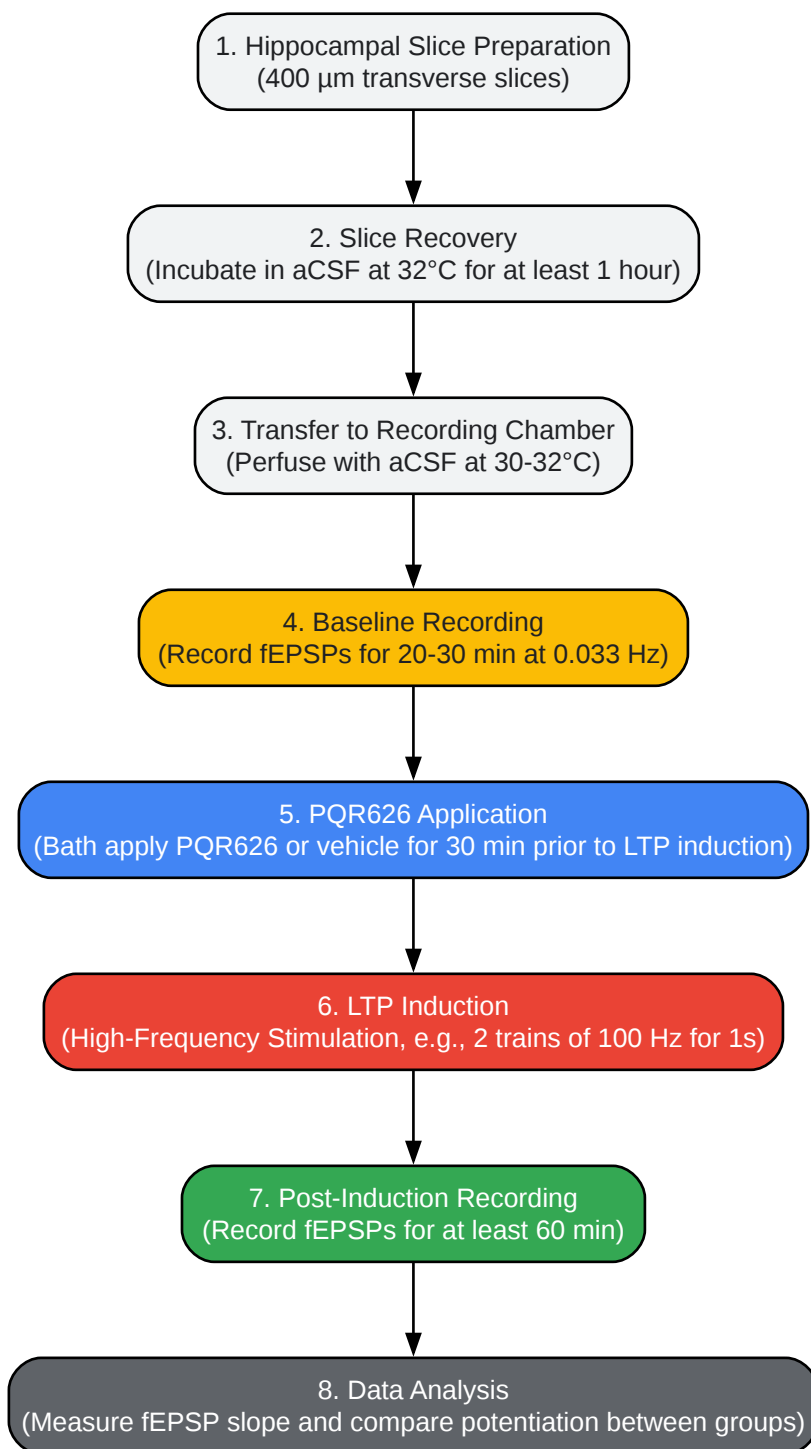 1. Hippocampal Slice Preparation
(400 µm transverse slices)
2. Slice Recovery
(Incubate in aCSF at 32°C for at least 1 hour)
3. Transfer to Recording Chamber
(Perfuse with aCSF at 30-32°C)
4. Baseline Recording
(Record fEPSPs for 20-30 min at 0.033 Hz)
5. PQR626 Application
(Bath apply PQR626 or vehicle for 30 min prior to LTP induction)
6. LTP Induction
(High-Frequency Stimulation, e.g., 2 trains of 100 Hz for 1s)
7. Post-Induction Recording
(Record fEPSPs for at least 60 min)
8. Data Analysis
(Measure fEPSP slope and compare potentiation between groups)